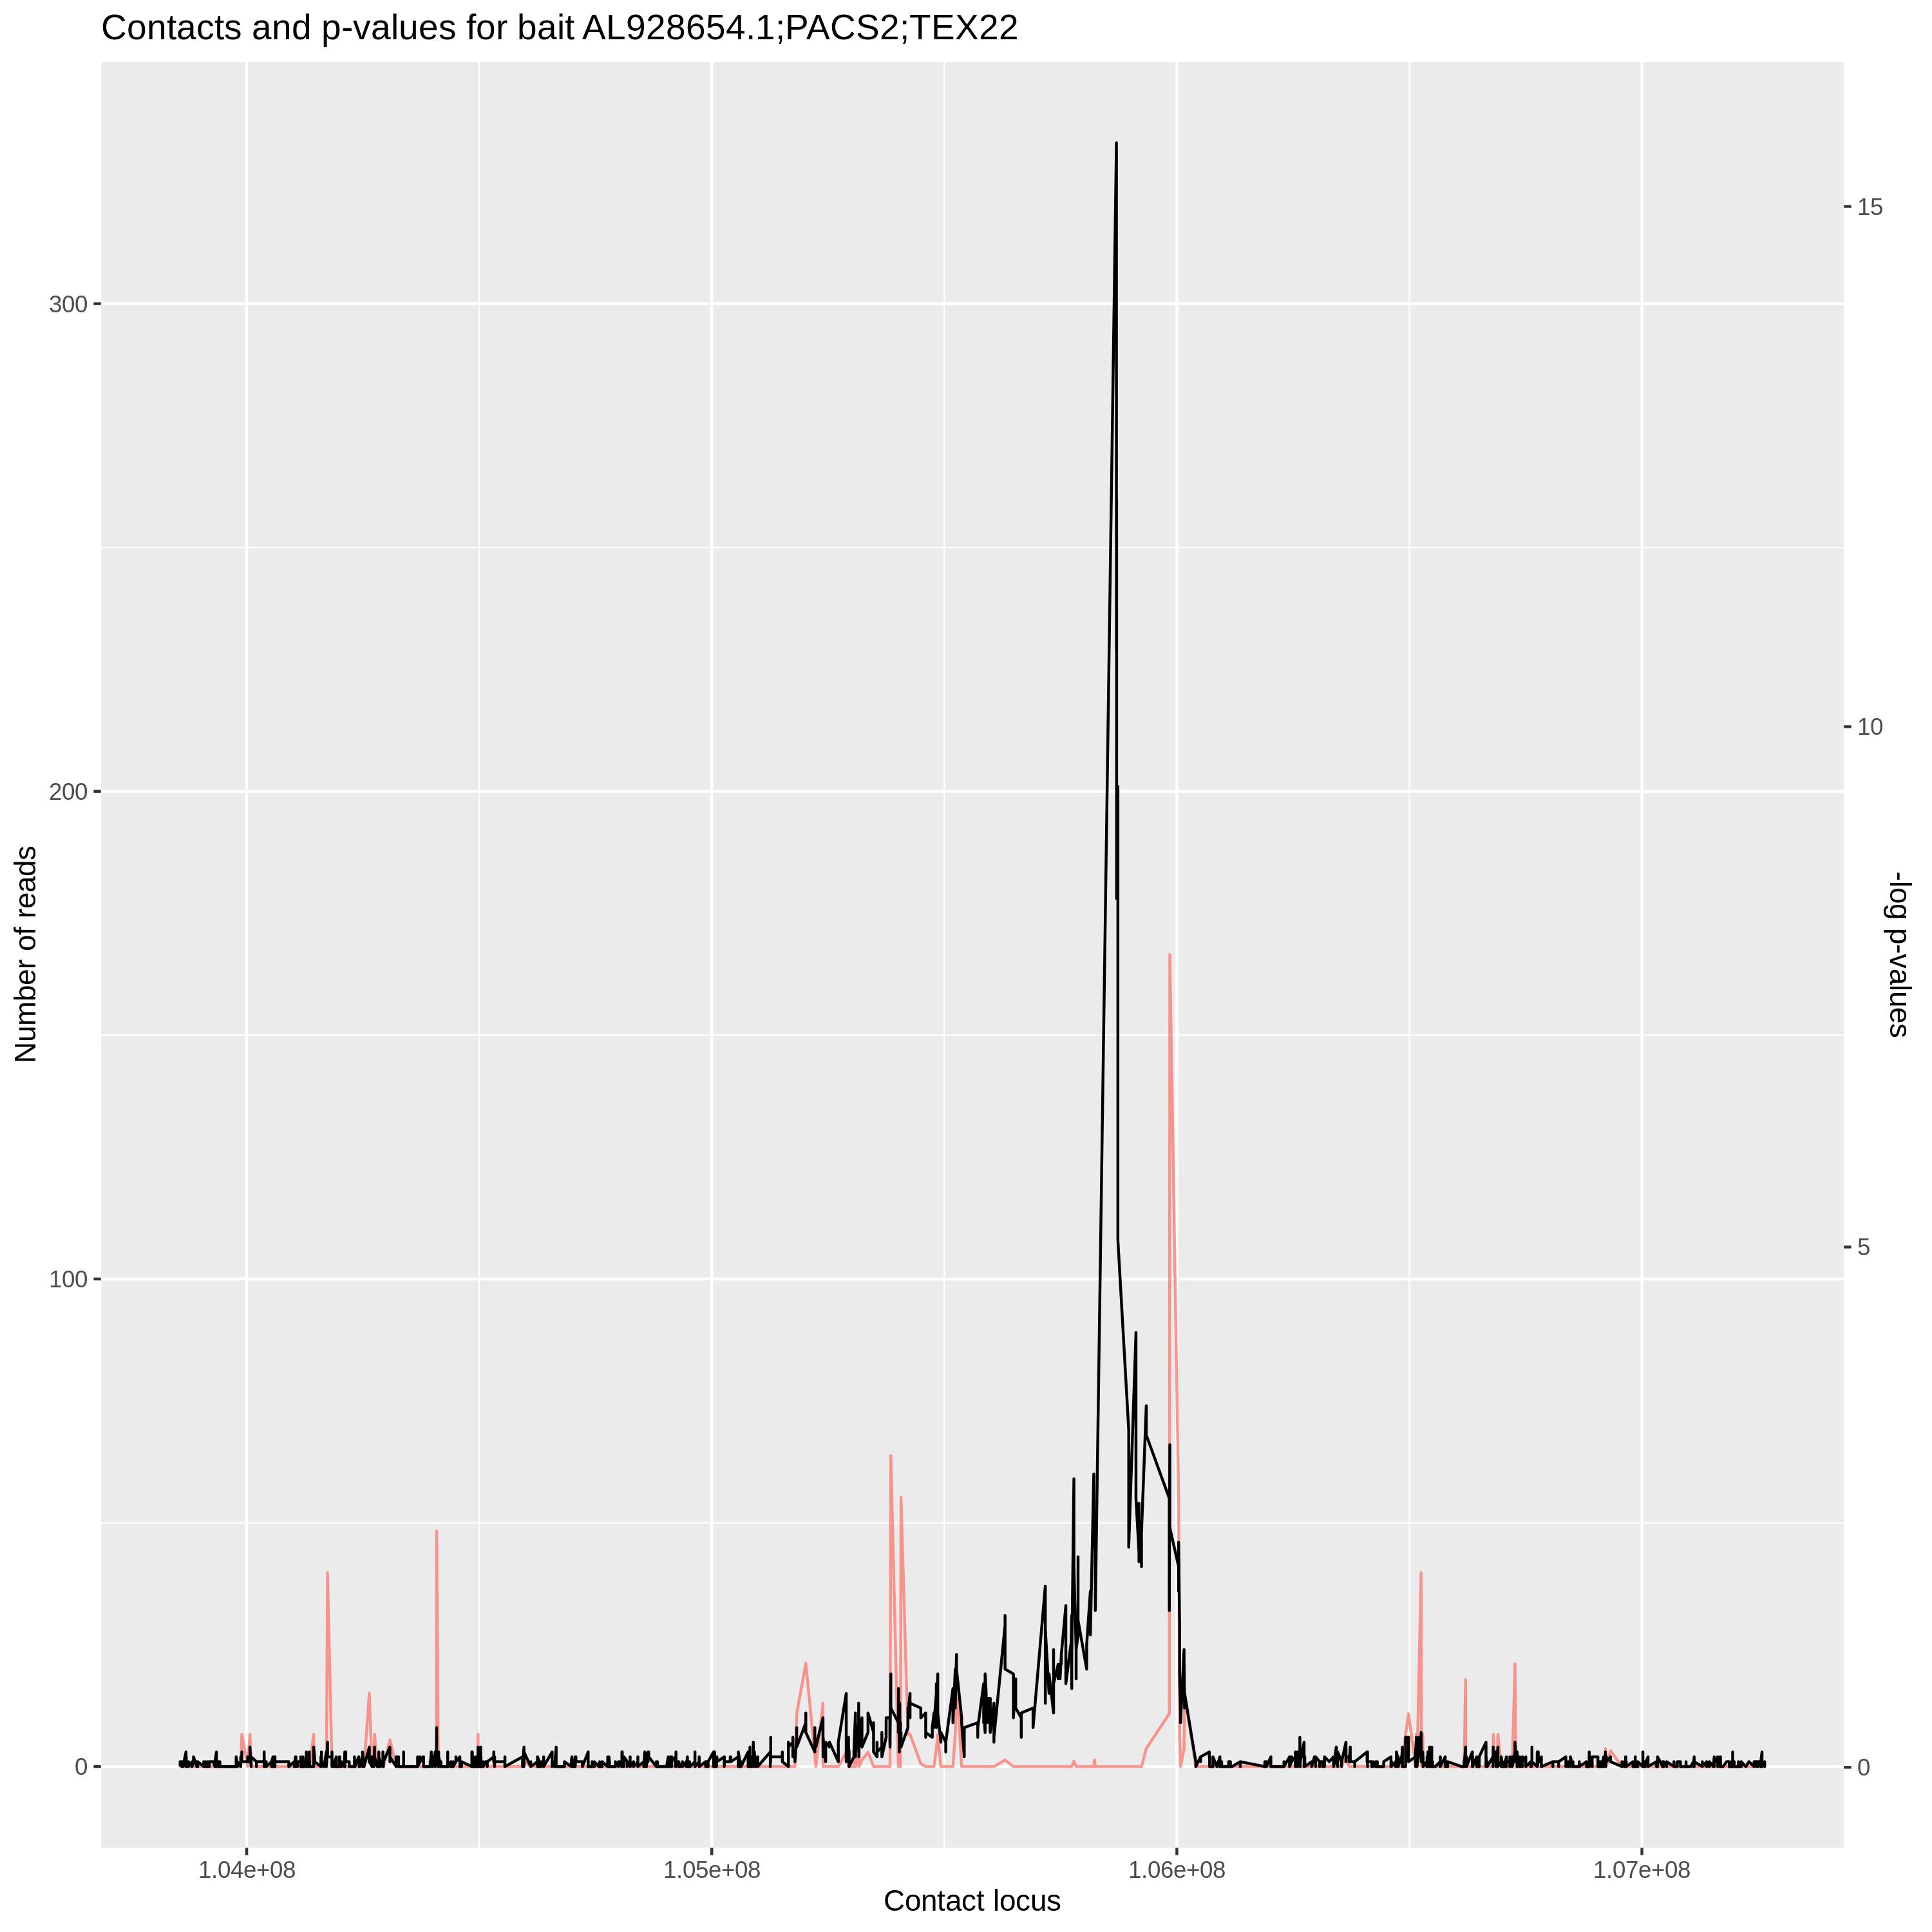 Contacts and p-values for bait AL928654.1;PACS2;TEX22
300
200
100
0
Number of reads
15
10
5
0
-log p-values
1.04e+08
1.05e+08
1.06e+08
1.07e+08
Contact locus